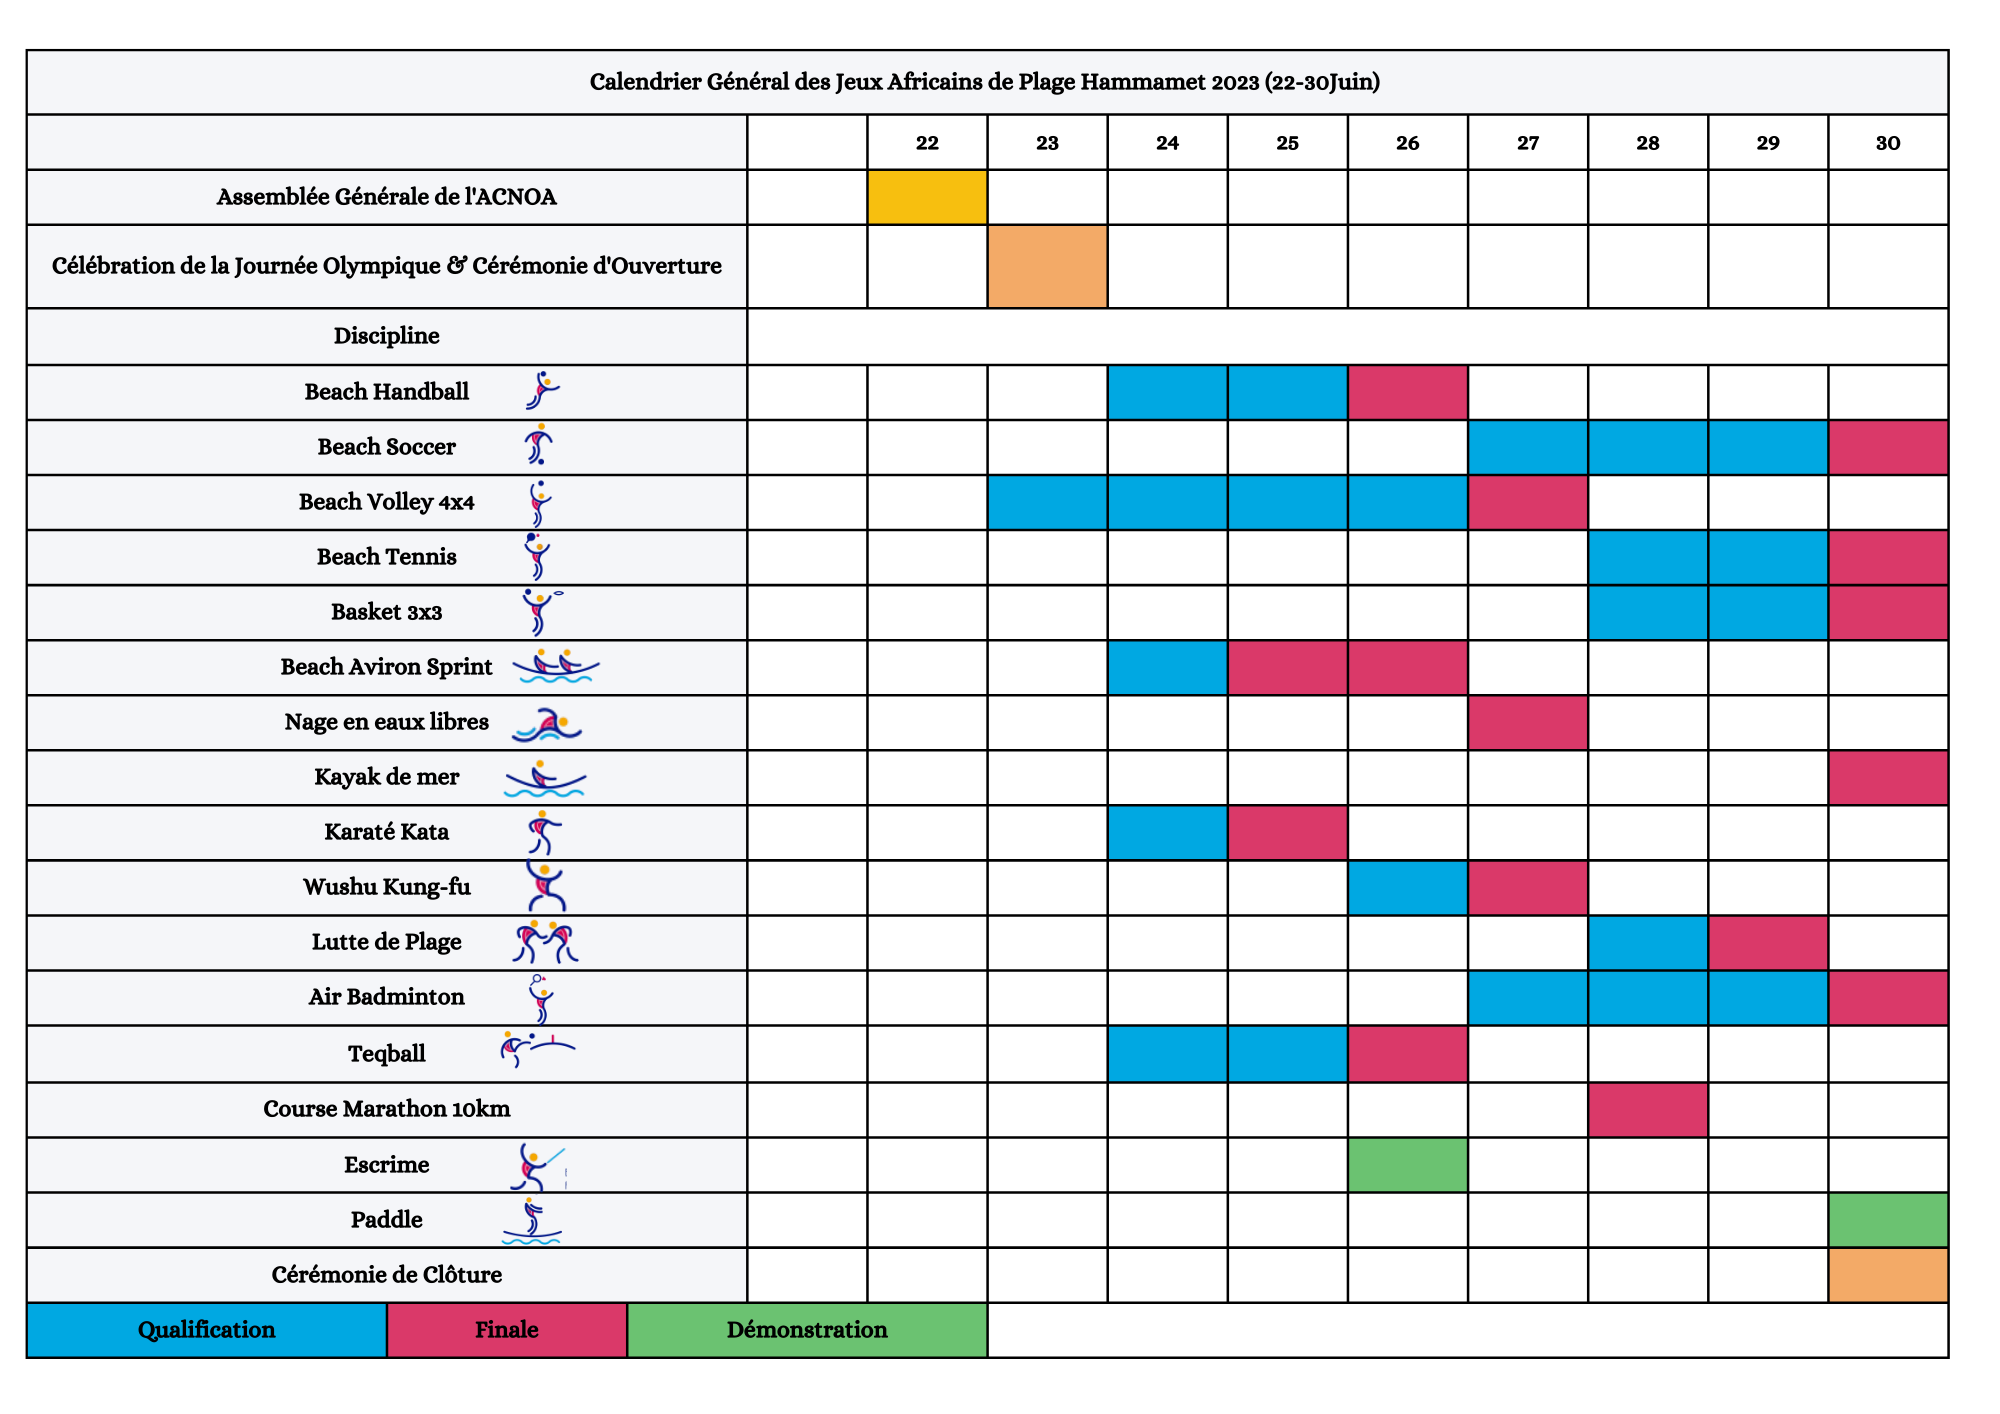 Calendrier Général des Jeux Africains de Plage Hammamet 2023 (22-30Juin)
22 23 24 25 26 27 28 29 30
Assemblée Générale de l'ACNOA
Célébration de la Journée Olympique & Cérémonie d'Ouverture
Discipline
Beach Handball
Beach Soccer
Beach Volley 4x4
Beach Tennis
Basket 3x3
Beach Aviron Sprint
Nage en eaux libres
Kayak de mer
Karaté Kata
Wushu Kung-fu
Lutte de Plage
Air Badminton
Teqball
Course Marathon 10km
Escrime
Paddle
Cérémonie de Clôture
Qualification Finale Démonstration